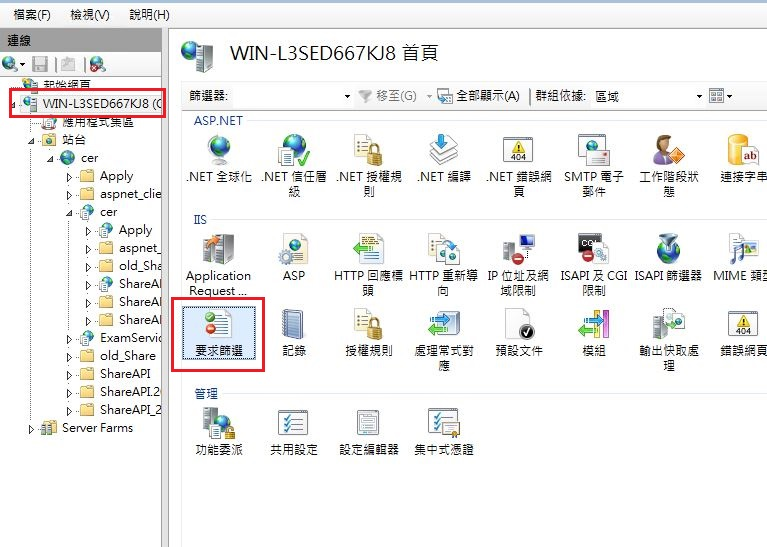 檔案(F) 檢視(V) 說明(H)
連線
起始網頁
WIN-L3SED667KJ8 (C
應用程式集區
站台
cer
Apply
aspnet_clie
cer
Apply
aspnet_
old_Sha
ShareA
ShareAl
ShareAl
ExamServic
old_Share
ShareAPI
ShareAPI.20
ShareAPI_2
Server Farms
WIN-L3SED667KJ8 首頁
篩選器: 移至(G) 全部顯示(A) 群組依據: 區域
ASP.NET
.NET 全球化 .NET 信任層級 .NET 授權規則 .NET 編譯 .NET 錯誤網頁 SMTP 電子郵件 工作階段狀態 連接字串
IIS
Application Request ... ASP HTTP 回應標頭 HTTP 重新導向 IP 位址及網域限制 ISAPI 及 CGI 限制 ISAPI 篩選器 MIME 類型
要求篩選 記錄 授權規則 處理常式對應 預設文件 模組 輸出快取處理 錯誤網頁
管理
功能委派 共用設定 設定編輯器 集中式憑證